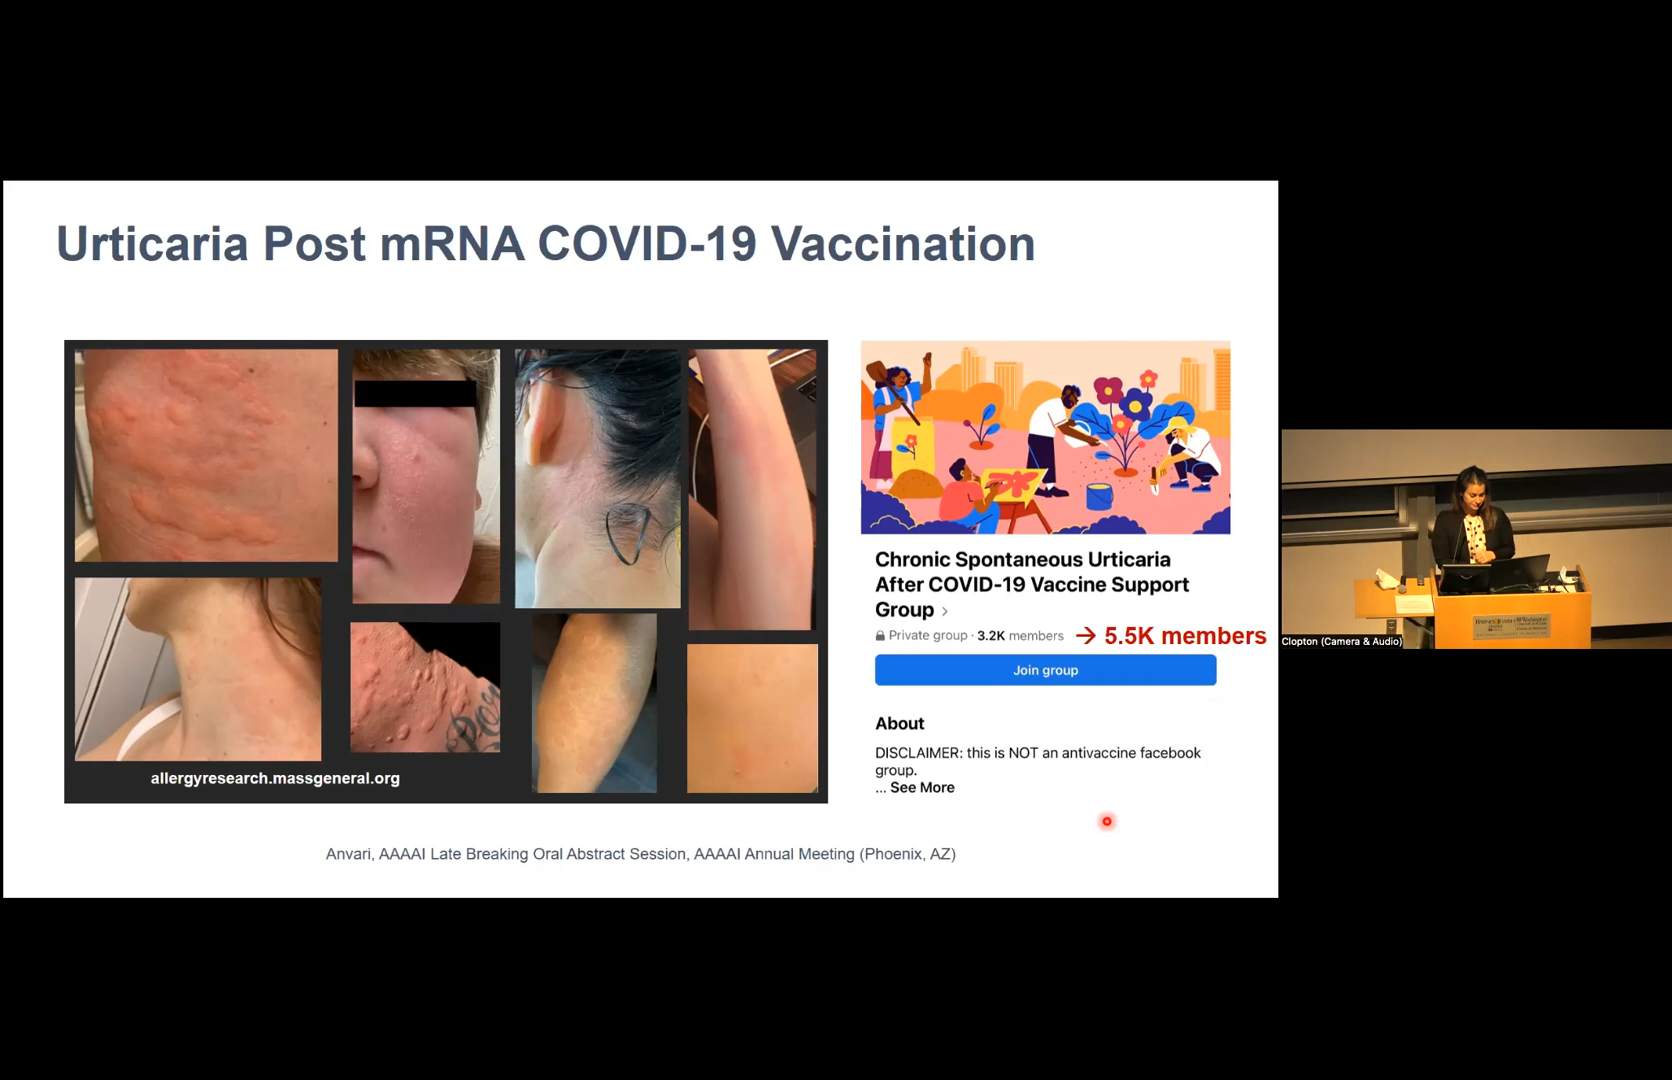 Urticaria Post mRNA COVID-19 Vaccination
allergyresearch.massgeneral.org
Chronic Spontaneous Urticaria
After COVID-19 Vaccine Support
Group >
Private group · 3.2K members → 5.5K members
Join group
About
DISCLAIMER: this is NOT an antivaccine facebook
group.
... See More
Anvari, AAAAI Late Breaking Oral Abstract Session, AAAAI Annual Meeting (Phoenix, AZ)
Clopton (Camera & Audio)